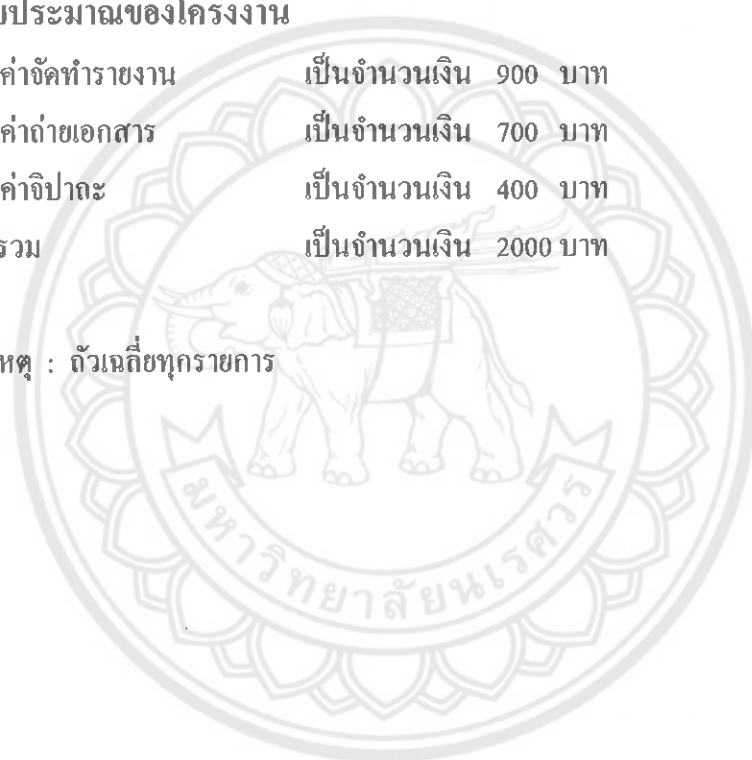 บประมาณของโครงงาน
ค่าจัดทำรายงาน เป็นจำนวนเงิน 900 บาท
ค่าถ่ายเอกสาร เป็นจำนวนเงิน 700 บาท
ค่าจิปาถะ เป็นจำนวนเงิน 400 บาท
รวม เป็นจำนวนเงิน 2000 บาท
หตุ : ถัวเฉลี่ยทุกรายการ
มหาวิทยาลัยนเรศวร